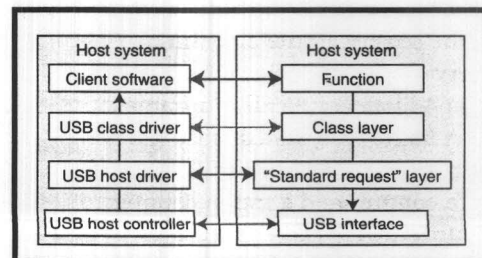 Host system
Client software
USB class driver
USB host driver
USB host controller
Host system
Function
Class layer
"Standard request" layer
USB interface